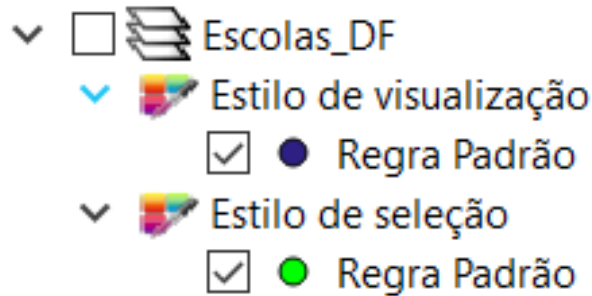 Escolas_DF
Estilo de visualização
Regra Padrão
Estilo de seleção
Regra Padrão